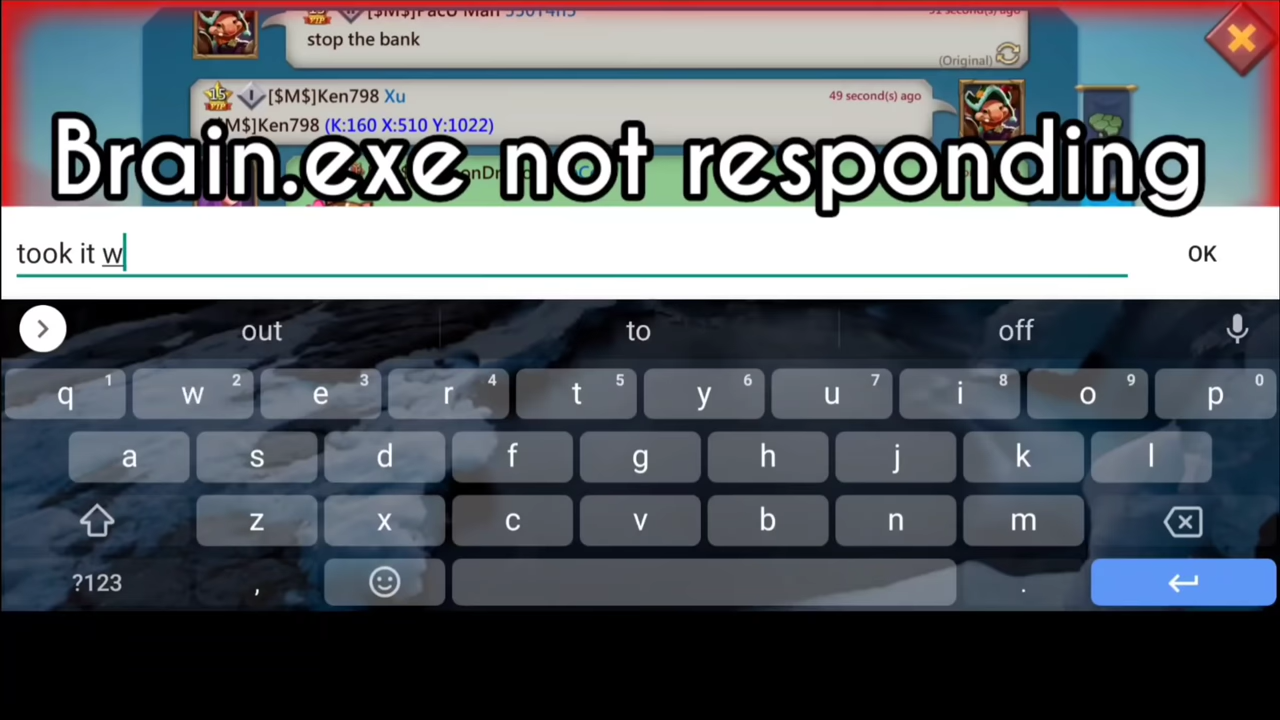 stop the bank
(Original)
15
[$M$]Ken798 Xu
49 second(s) ago
M$]Ken798 (K:160 X:510 Y:1022)
Brain.exe not responding
took it w
OK
out to off
q 1 w 2 e 3 r 4 t 5 y 6 u 7 i 8 o 9 p 0
a s d f g h j k l
z x c v b n m
?123 , .